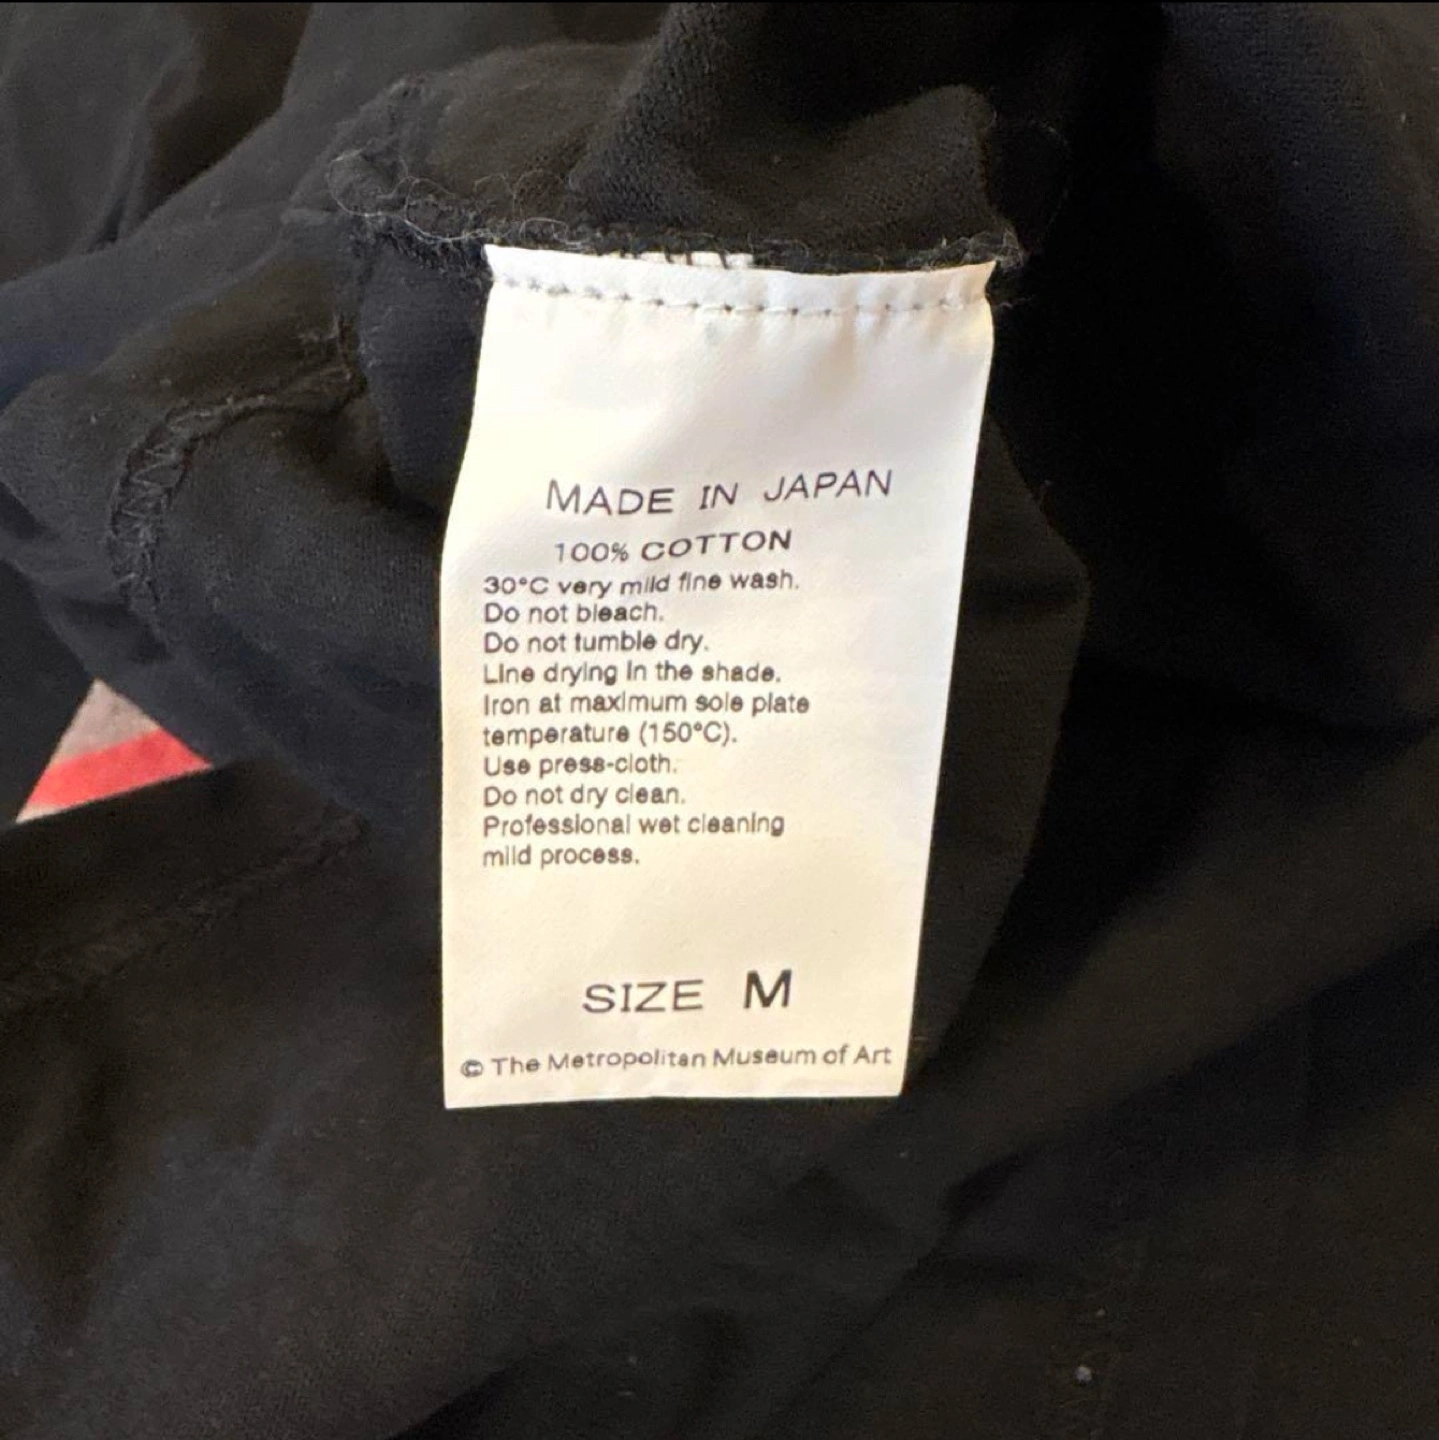 MADE IN JAPAN
100% COTTON
30°C very mild fine wash.
Do not bleach.
Do not tumble dry.
Line drying in the shade.
Iron at maximum sole plate
temperature (150°C).
Use press-cloth.
Do not dry clean.
Professional wet cleaning
mild process.
SIZE M
© The Metropolitan Museum of Art